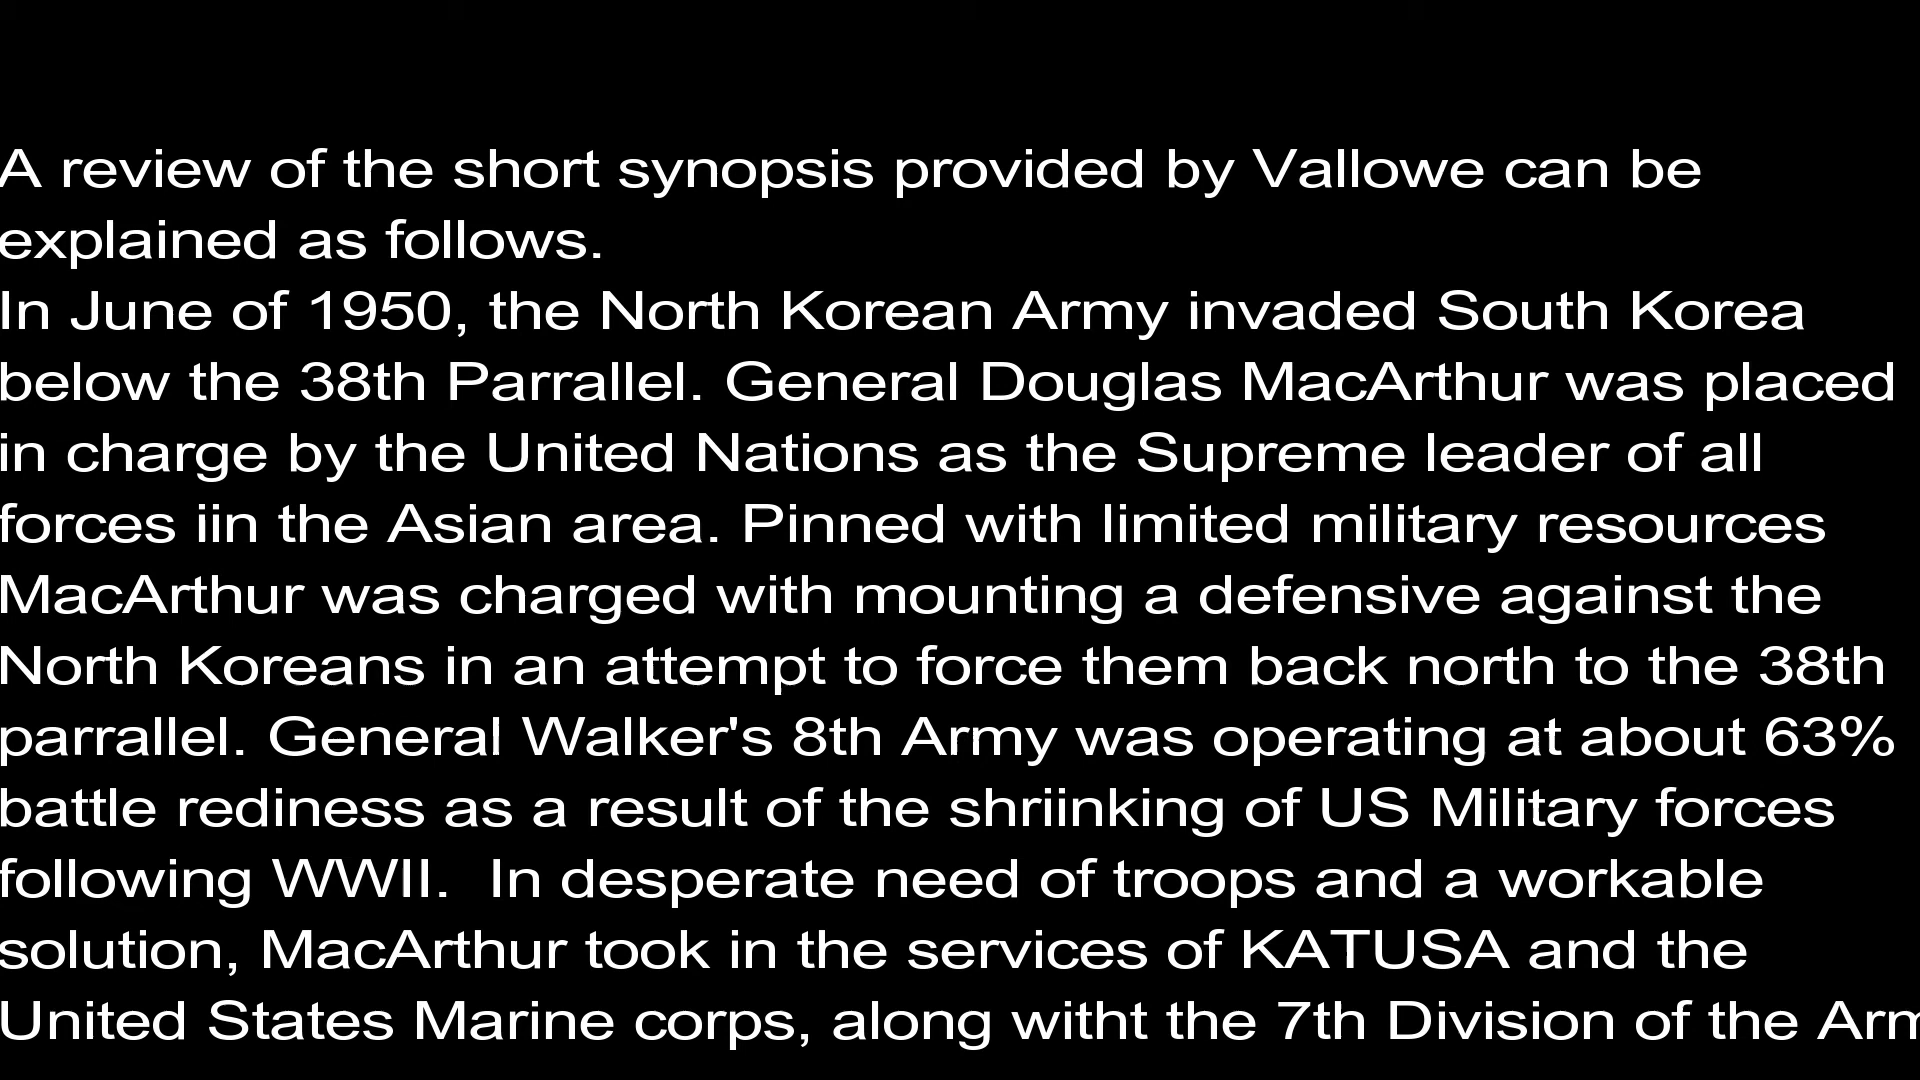 A review of the short synopsis provided by Vallowe can be
explained as follows.
In June of 1950, the North Korean Army invaded South Korea
below the 38th Parrallel. General Douglas MacArthur was placed
in charge by the United Nations as the Supreme leader of all
forces iin the Asian area. Pinned with limited military resources
MacArthur was charged with mounting a defensive against the
North Koreans in an attempt to force them back north to the 38th
parrallel. General Walker's 8th Army was operating at about 63%
battle rediness as a result of the shriinking of US Military forces
following WWII.  In desperate need of troops and a workable
solution, MacArthur took in the services of KATUSA and the
United States Marine corps, along witht the 7th Division of the Arm